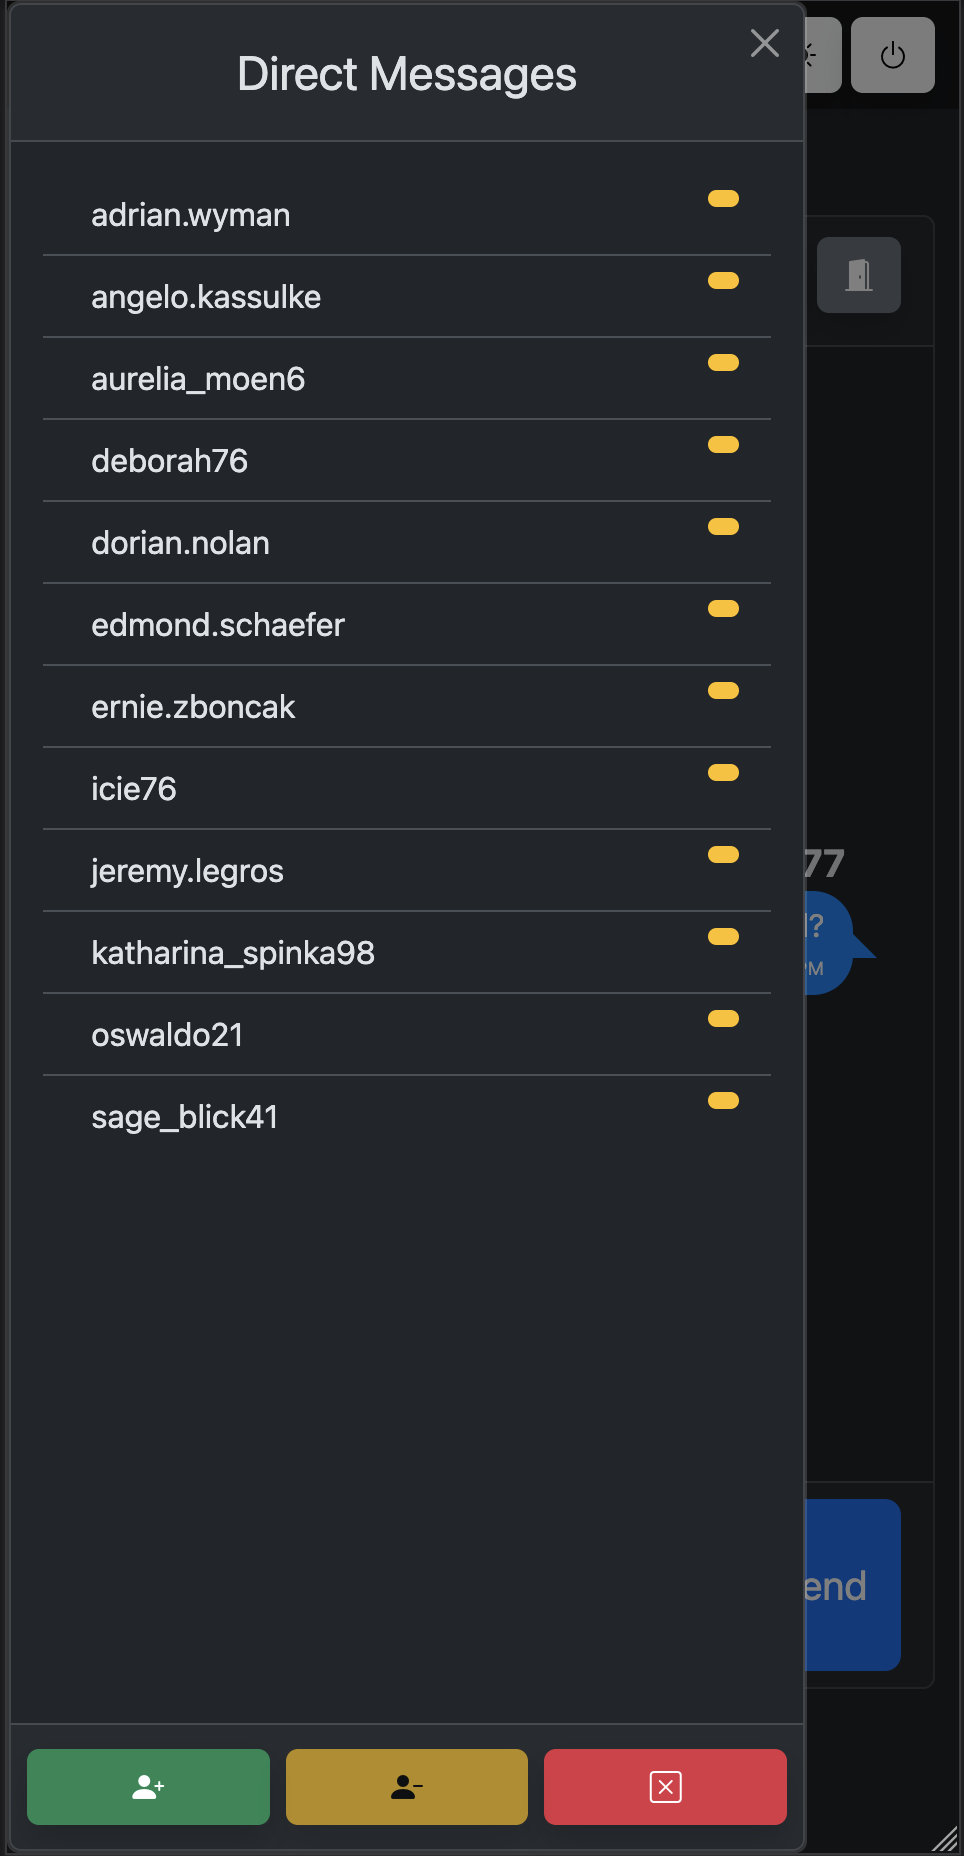 Direct Messages
adrian.wyman
angelo.kassulke
aurelia_moen6
deborah76
dorian.nolan
edmond.schaefer
ernie.zboncak
icie76
jeremy.legros
77
?
katharina_spinka98
PM
oswaldo21
sage_blick41
end